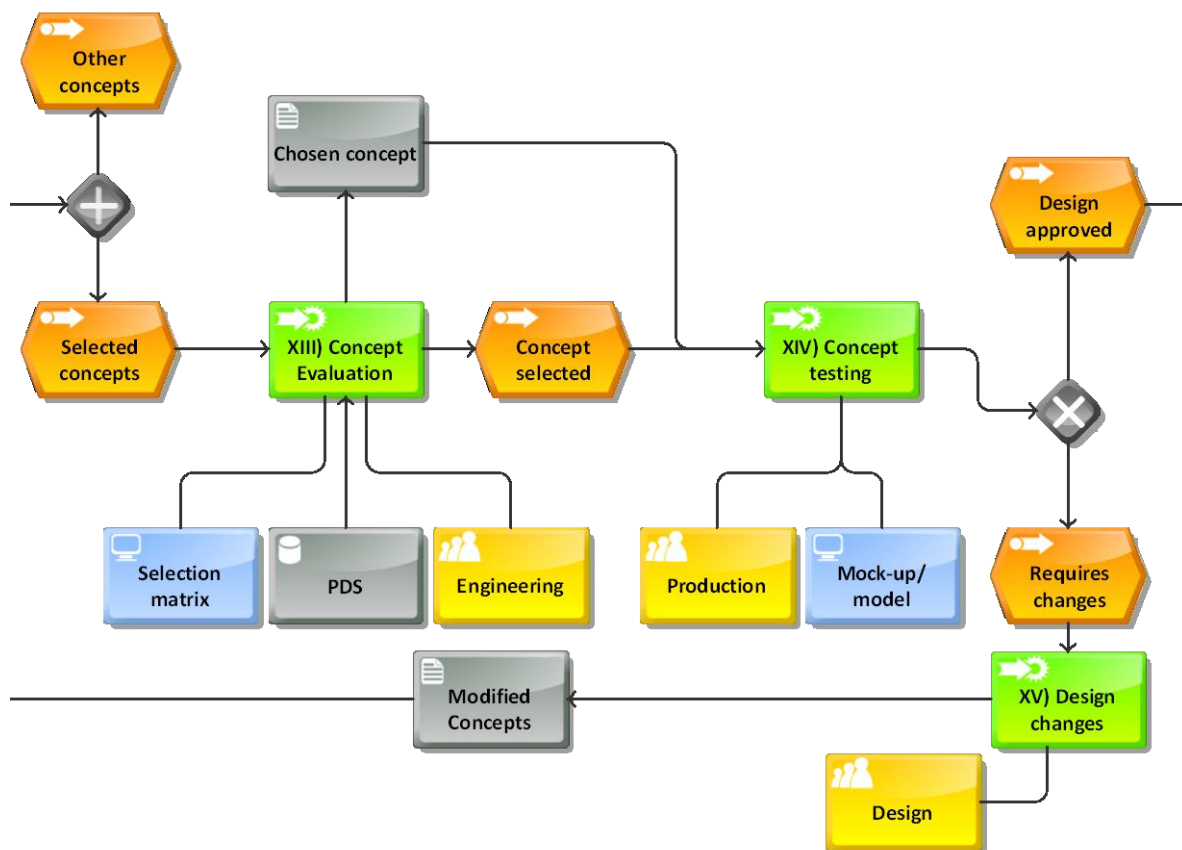 Other
concepts
Chosen concept
Design
approved
Selected
concepts
XIII) Concept
Evaluation
Concept
selected
XIV) Concept
testing
Selection
matrix
PDS
Engineering
Production
Mock-up/
model
Requires
changes
Modified
Concepts
XV) Design
changes
Design